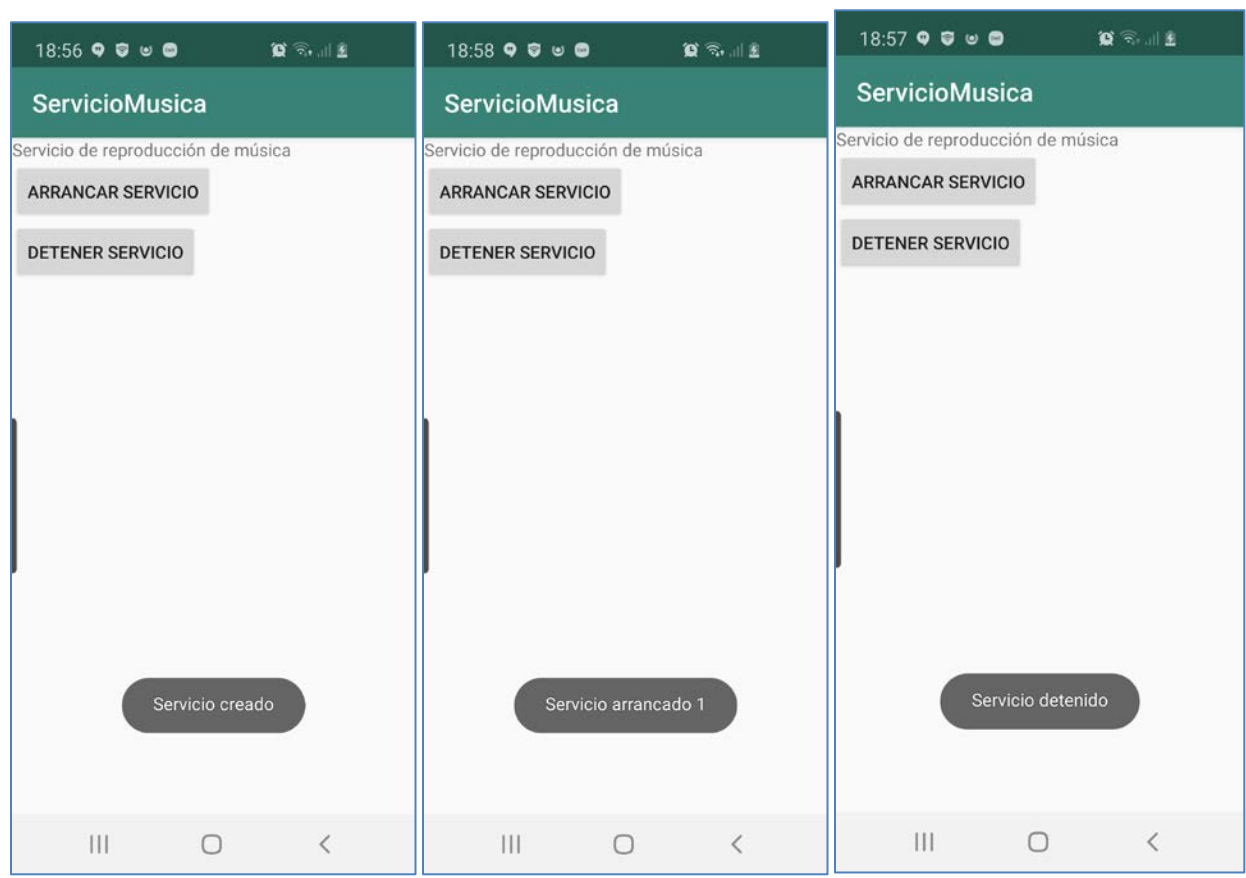 18:56
ServicioMusica
Servicio de reproducción de música
ARRANCAR SERVICIO
DETENER SERVICIO
Servicio creado
18:58
ServicioMusica
Servicio de reproducción de música
ARRANCAR SERVICIO
DETENER SERVICIO
Servicio arrancado 1
18:57
ServicioMusica
Servicio de reproducción de música
ARRANCAR SERVICIO
DETENER SERVICIO
Servicio detenido